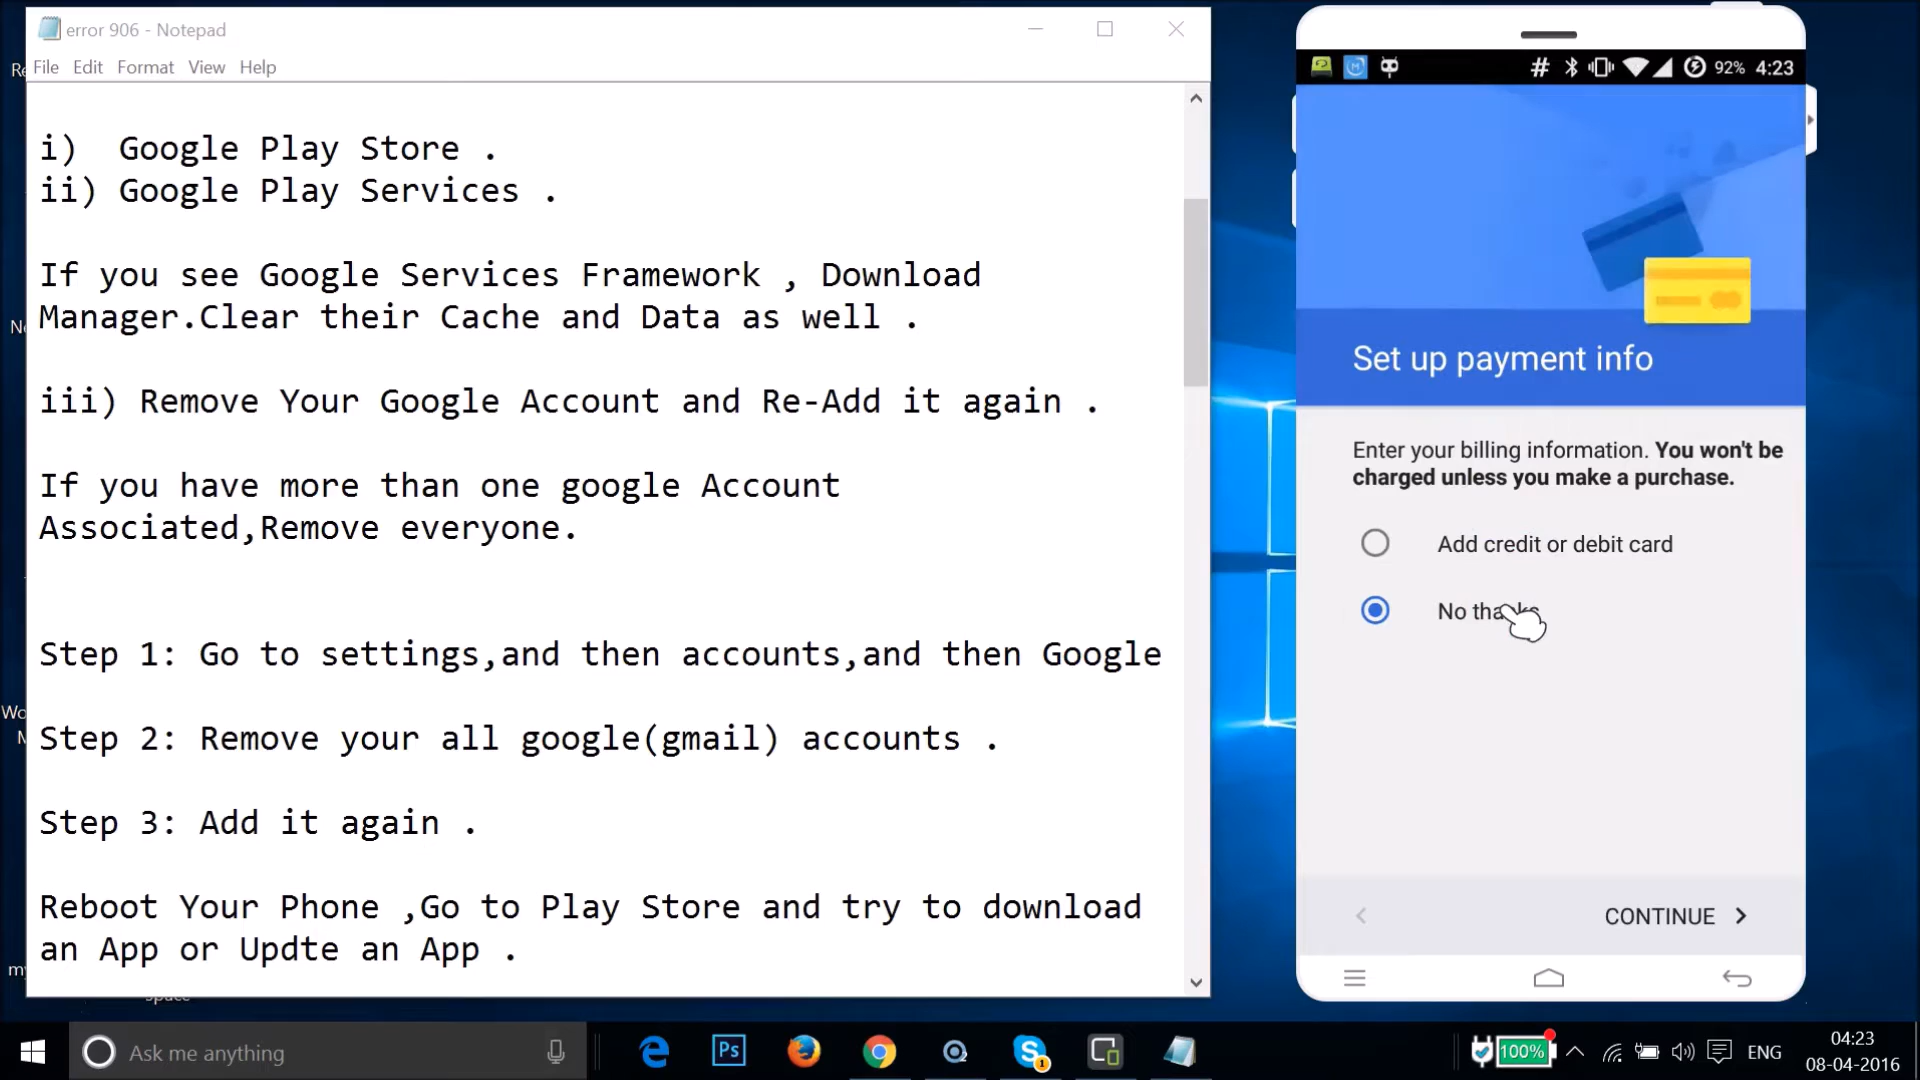 error 906 - Notepad
File Edit Format View Help
i) Google Play Store .
ii) Google Play Services .
If you see Google Services Framework , Download
Manager.Clear their Cache and Data as well .
iii) Remove Your Google Account and Re-Add it again .
If you have more than one google Account
Associated,Remove everyone.
Step 1: Go to settings,and then accounts,and then Google
Step 2: Remove your all google(gmail) accounts .
Step 3: Add it again .
Reboot Your Phone ,Go to Play Store and try to download
an App or Updte an App .
92% 4:23
Set up payment info
Enter your billing information. You won't be
charged unless you make a purchase.
Add credit or debit card
No thanks
CONTINUE
Ask me anything
Ps
100%
ENG
04:23
08-04-2016